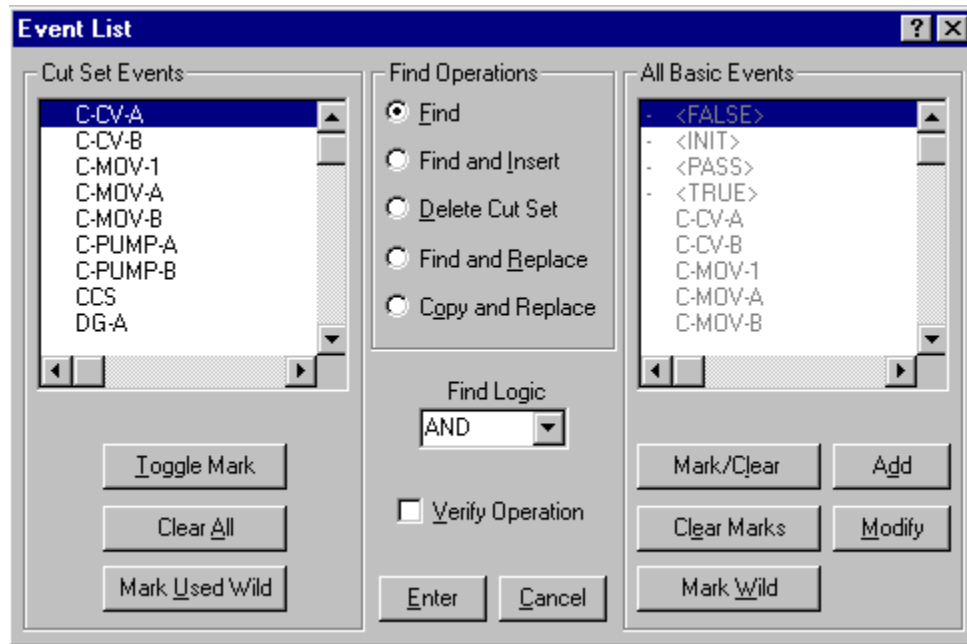 Event List
Cut Set Events
C-CV-A
C-CV-B
C-MOV-1
C-MOV-A
C-MOV-B
C-PUMP-A
C-PUMP-B
CCS
DG-A
Toggle Mark
Clear All
Mark Used Wild
Find Operations
Find
Find and Insert
Delete Cut Set
Find and Replace
Copy and Replace
Find Logic
AND
Verify Operation
Enter
Cancel
All Basic Events
- <FALSE>
- <INIT>
- <PASS>
- <TRUE>
C-CV-A
C-CV-B
C-MOV-1
C-MOV-A
C-MOV-B
Mark/Clear
Add
Clear Marks
Modify
Mark Wild